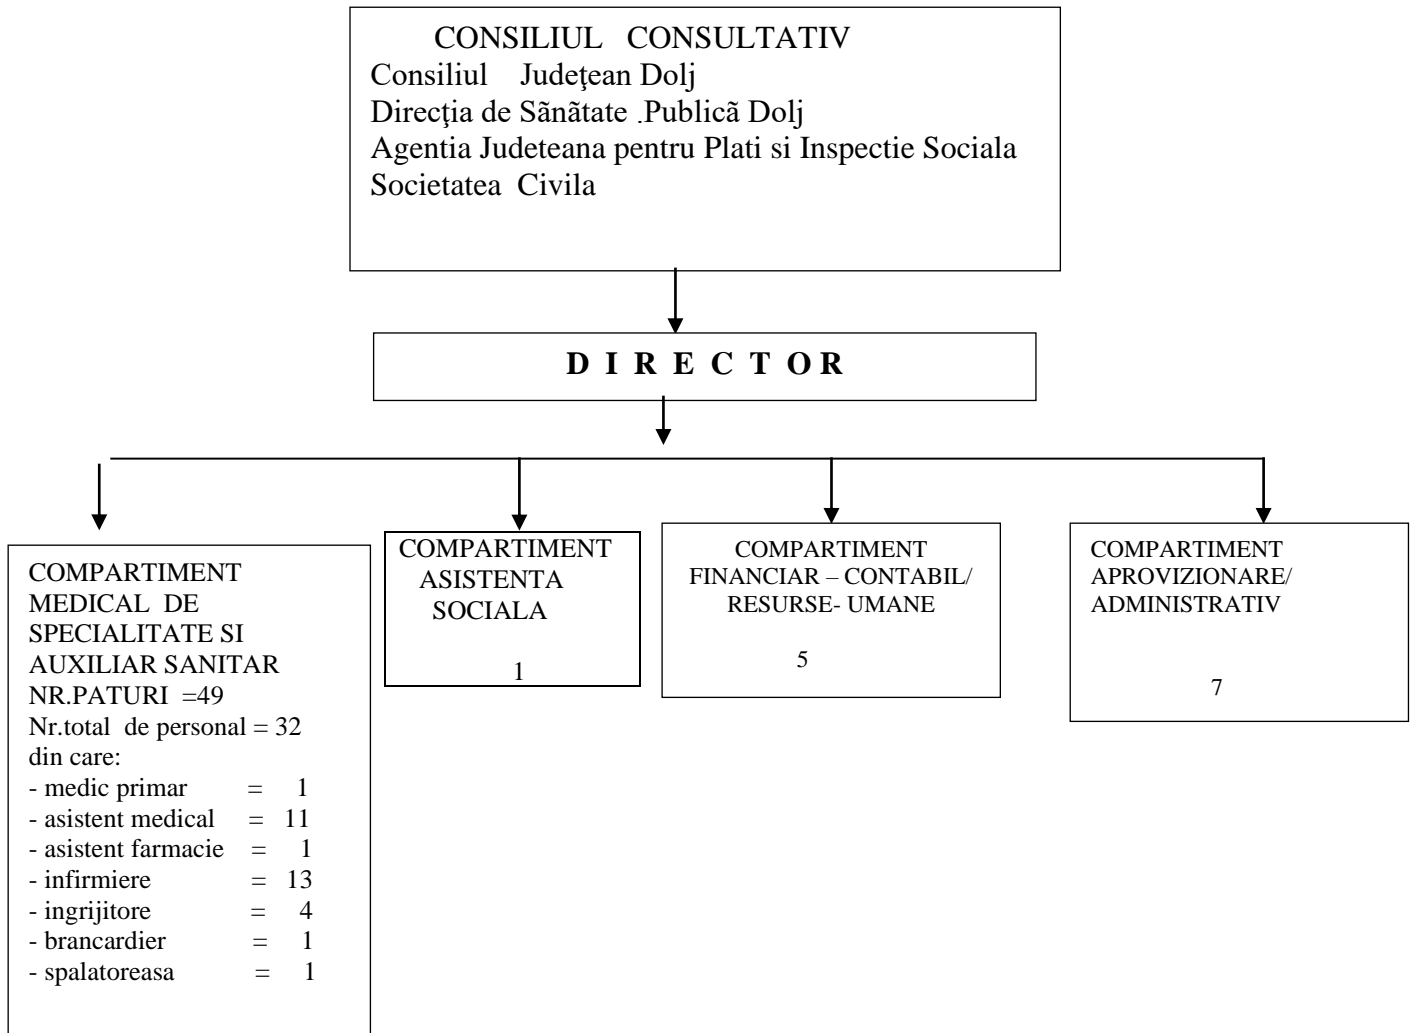 CONSILIUL CONSULTATIV
Consiliul Judeţean Dolj
Direcţia de Sãnãtate .Publicã Dolj
Agentia Judeteana pentru Plati si Inspectie Sociala
Societatea Civila
D I R E C T O R
COMPARTIMENT
MEDICAL DE
SPECIALITATE SI
AUXILIAR SANITAR
NR.PATURI =49
Nr.total de personal = 32
din care:
- medic primar = 1
- asistent medical = 11
- asistent farmacie = 1
- infirmiere = 13
- ingrijitore = 4
- brancardier = 1
- spalatoreasa = 1
COMPARTIMENT
ASISTENTA
SOCIALA
1
COMPARTIMENT
FINANCIAR – CONTABIL/
RESURSE- UMANE
5
COMPARTIMENT
APROVIZIONARE/
ADMINISTRATIV
7